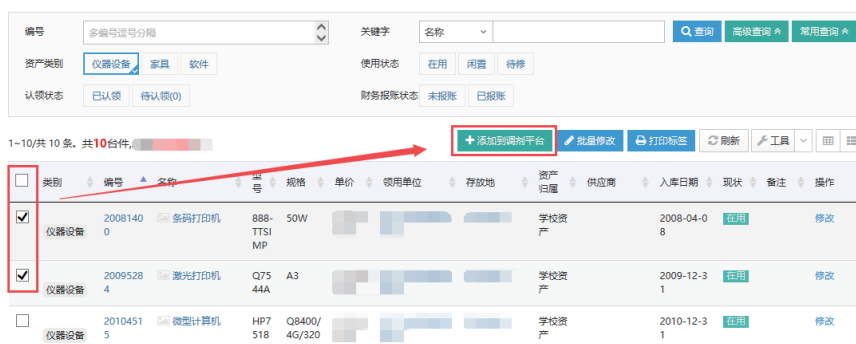 编号 多编号逗号分隔 关键字 名称 查询 高级查询 常用查询
资产类别 仪器设备 家具 软件 使用状态 在用 闲置 待修
认领状态 已认领 待认领(0) 财务报账状态 未报账 已报账
1~10/共 10 条。共10台件, 添加到调剂平台 批量修改 打印标签 刷新 工具
类别 编号 名称 型号 规格 单价 领用单位 存放地 资产归属 供应商 入库日期 现状 备注 操作
仪器设备 20081400 条码打印机 888-TTSIMP 50W 学校资产 2008-04-08 在用 修改
仪器设备 20095284 激光打印机 Q7544A A3 学校资产 2009-12-31 在用 修改
仪器设备 20104515 微型计算机 HP7518 Q8400/4G/320 学校资产 2010-12-31 在用 修改